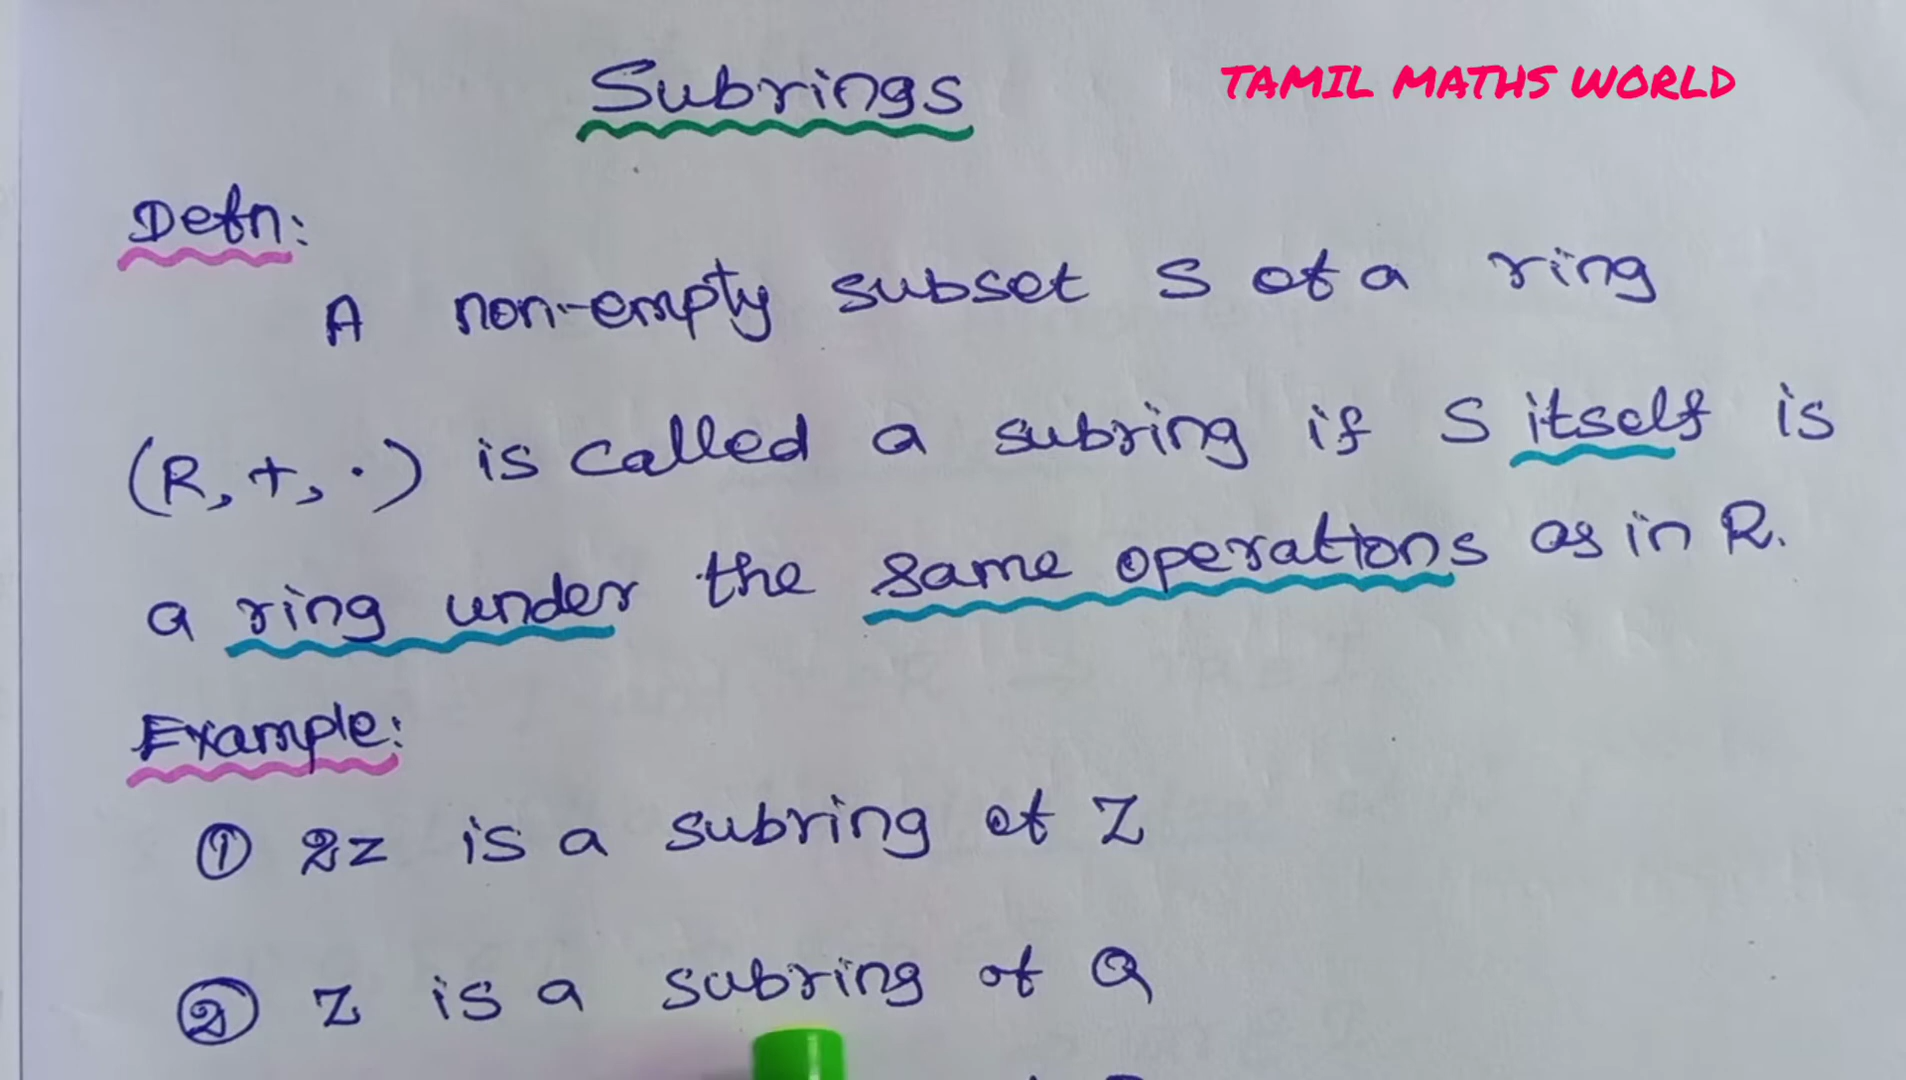 Subrings
TAMIL MATHS WORLD
Defn:
A non-empty subset S of a ring
(R, +, ·) is called a subring if S itself is
a ring under the same operations as in R.
Example:
① 2z is a subring of Z
② Z is a subring of Q